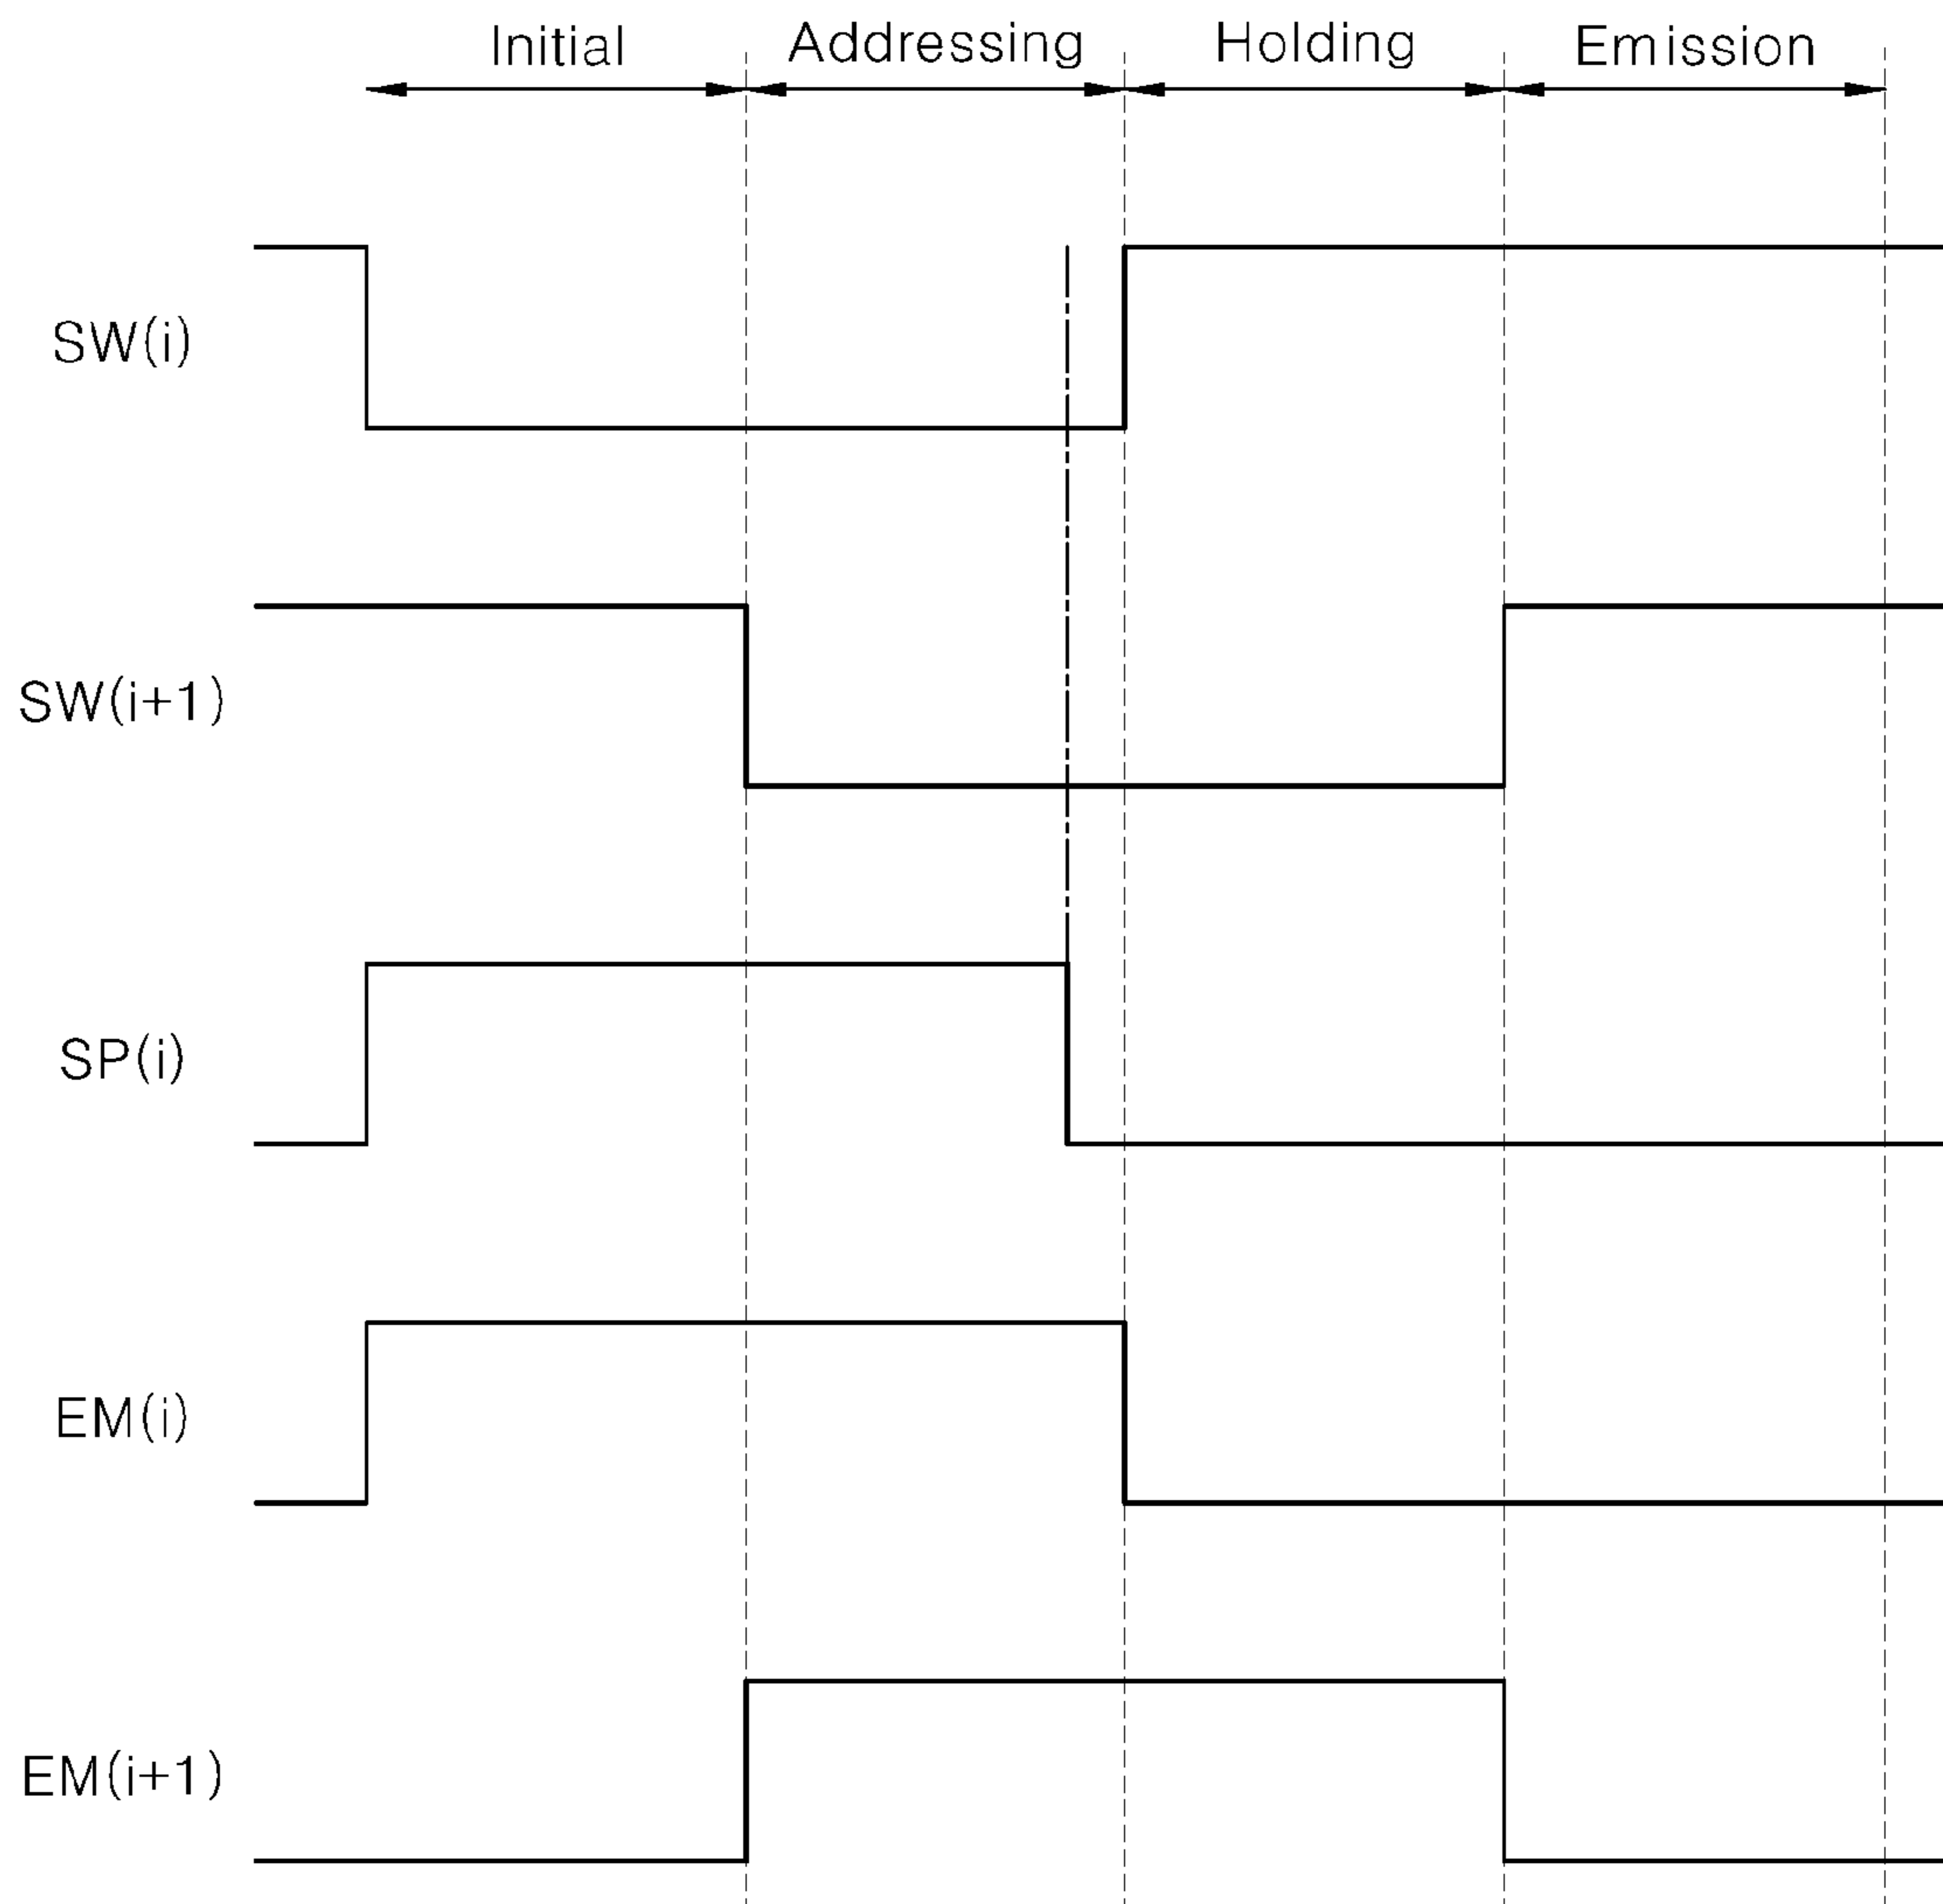 Initial Addressing Holding Emission
SW(i)
SW(i+1)
SP(i)
EM(i)
EM(i+1)